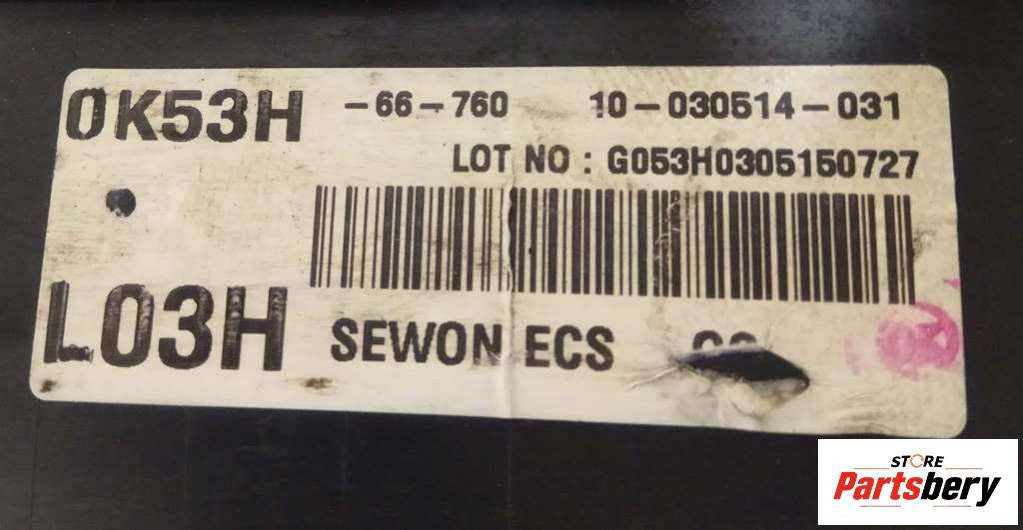 0K53H -66-760 10-030514-031
LOT NO : G053H0305150727
L03H SEWON ECS
STORE
Partsbery